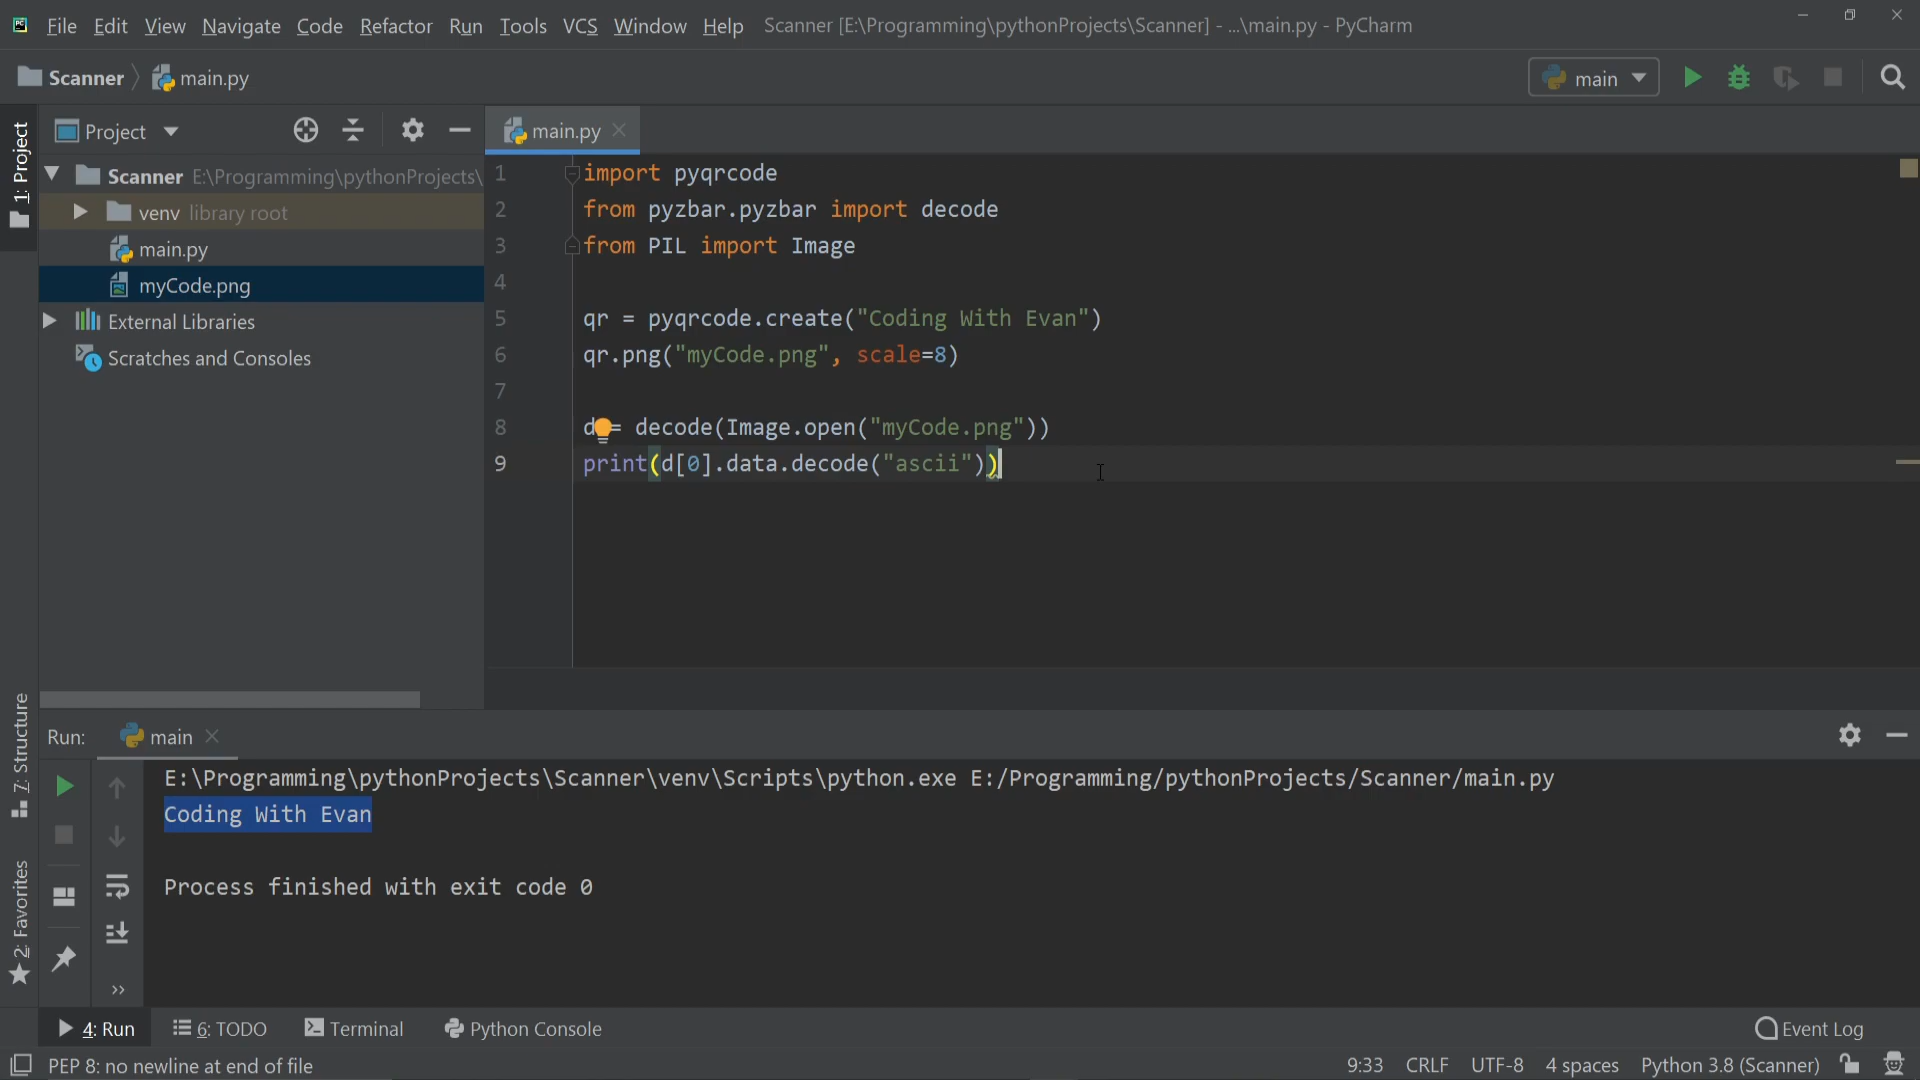 File Edit View Navigate Code Refactor Run Tools VCS Window Help Scanner [E:\Programming\pythonProjects\Scanner] - ...\main.py - PyCharm
Scanner main.py
main
1: Project
Project
main.py
Scanner E:\Programming\pythonProjects\
venv library root
main.py
myCode.png
External Libraries
Scratches and Consoles
1 import pyqrcode
2 from pyzbar.pyzbar import decode
3 from PIL import Image
4
5 qr = pyqrcode.create("Coding With Evan")
6 qr.png("myCode.png", scale=8)
7
8 d = decode(Image.open("myCode.png"))
9 print(d[0].data.decode("ascii"))
7: Structure
2: Favorites
Run: main
E:\Programming\pythonProjects\Scanner\venv\Scripts\python.exe E:/Programming/pythonProjects/Scanner/main.py
Coding With Evan
Process finished with exit code 0
4: Run 6: TODO Terminal Python Console Event Log
PEP 8: no newline at end of file 9:33 CRLF UTF-8 4 spaces Python 3.8 (Scanner)